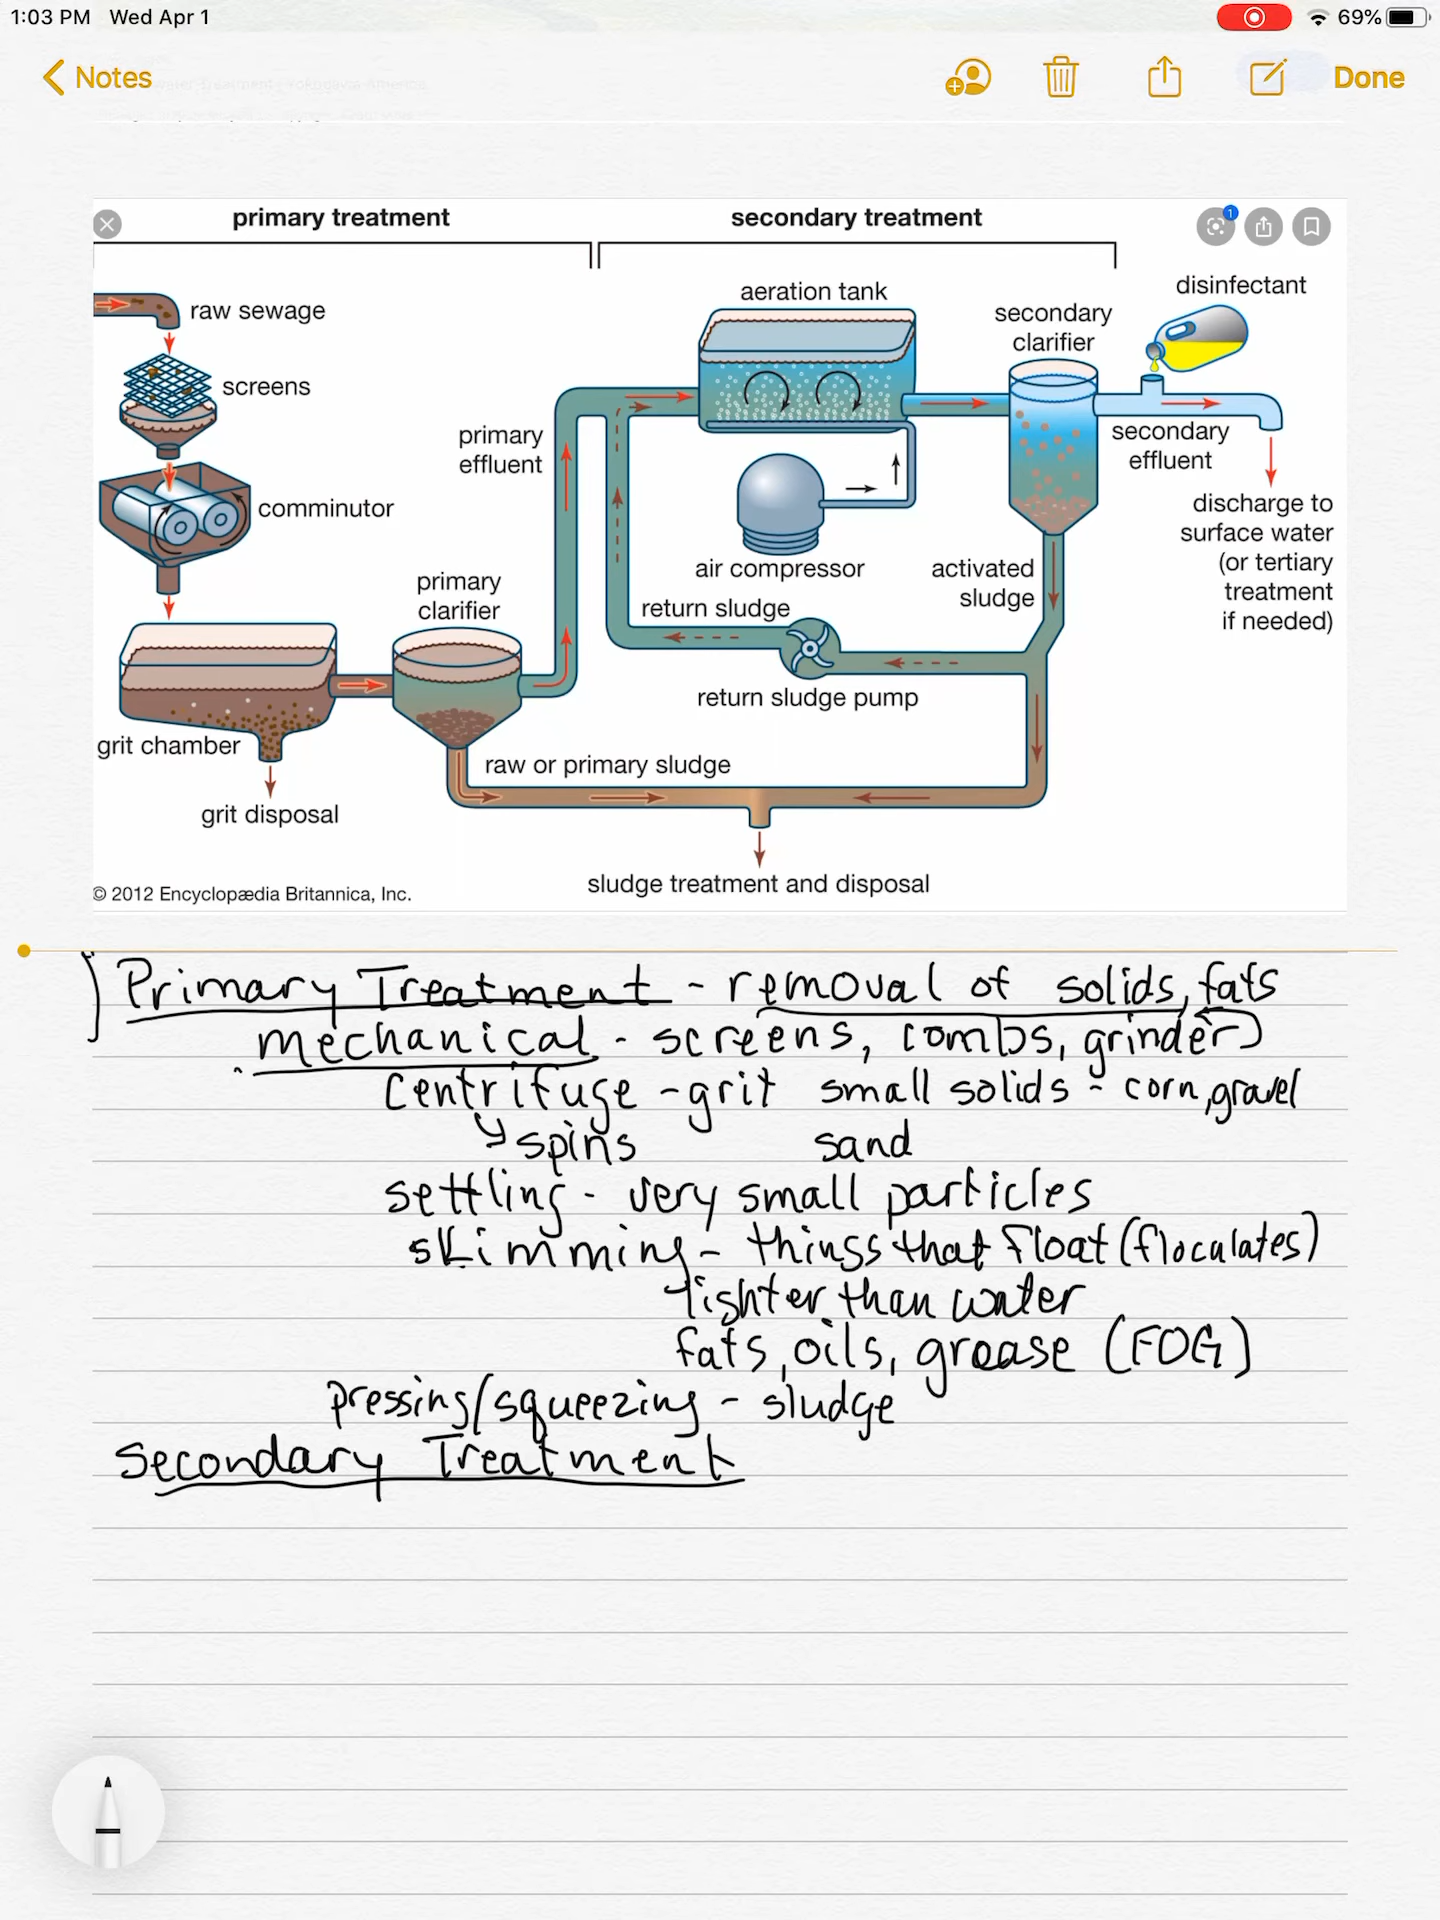 1:03 PM Wed Apr 1
69%
Notes
Done
primary treatment
secondary treatment
1
raw sewage
screens
comminutor
grit chamber
grit disposal
primary
clarifier
primary
effluent
raw or primary sludge
aeration tank
air compressor
return sludge
return sludge pump
secondary
clarifier
activated
sludge
disinfectant
secondary
effluent
discharge to
surface water
(or tertiary
treatment
if needed)
sludge treatment and disposal
© 2012 Encyclopædia Britannica, Inc.
Primary Treatment - removal of solids, fats
mechanical - screens, combs, grinder
centrifuge - grit small solids - corn, gravel
spins sand
settling - very small particles
skimming - things that float (floculates)
lighter than water
fats, oils, grease (FOG)
pressing/squeezing - sludge
Secondary Treatment